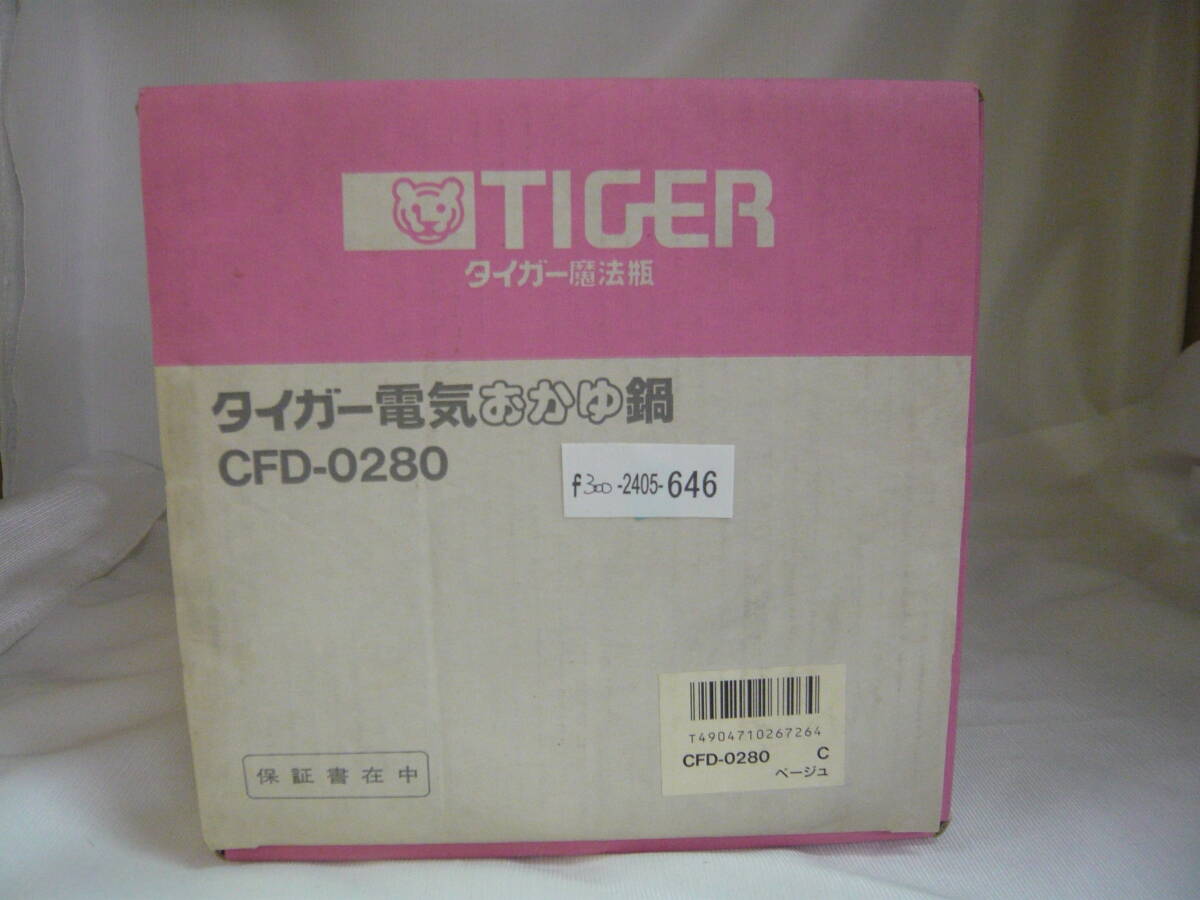 TIGER
タイガー魔法瓶
タイガー電気おかゆ鍋
CFD-0280
f300-2405-646
T4904710267264
CFD-0280 C
ベージュ
保証書在中